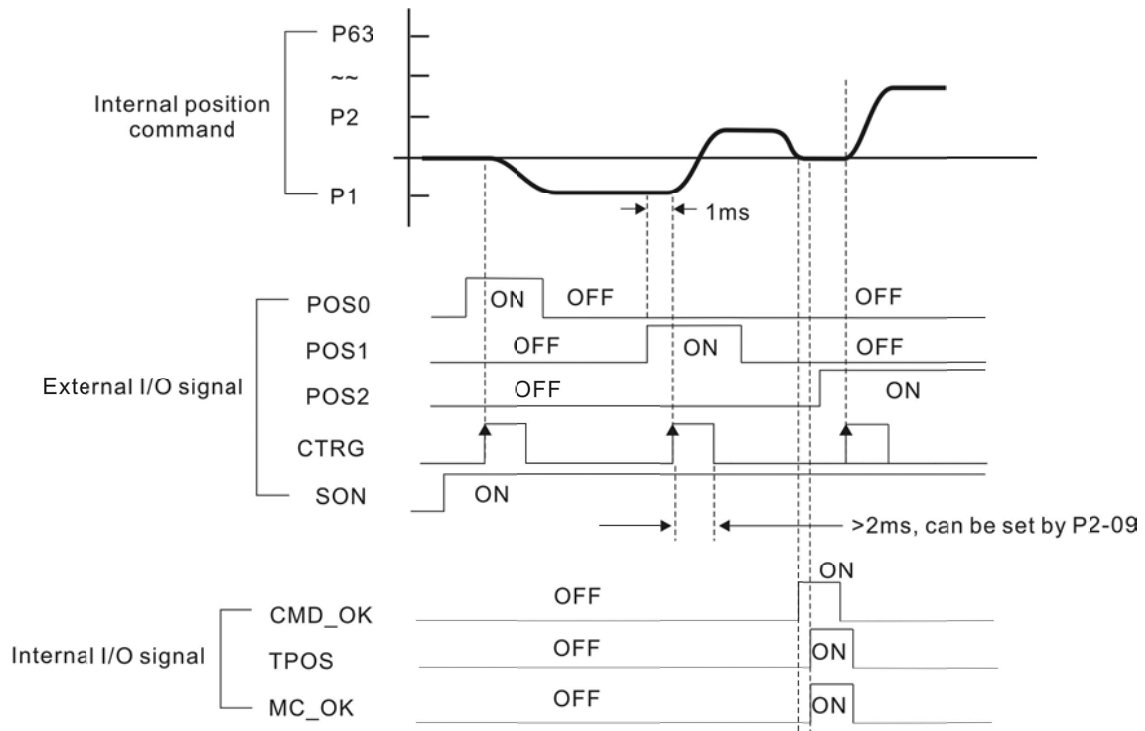 P63
~~
Internal position
command
P2
P1
1ms
POS0
ON
OFF
OFF
POS1
OFF
ON
OFF
External I/O signal
POS2
OFF
ON
CTRG
SON
ON
>2ms, can be set by P2-09
ON
CMD_OK
OFF
Internal I/O signal
TPOS
OFF
ON
MC_OK
OFF
ON